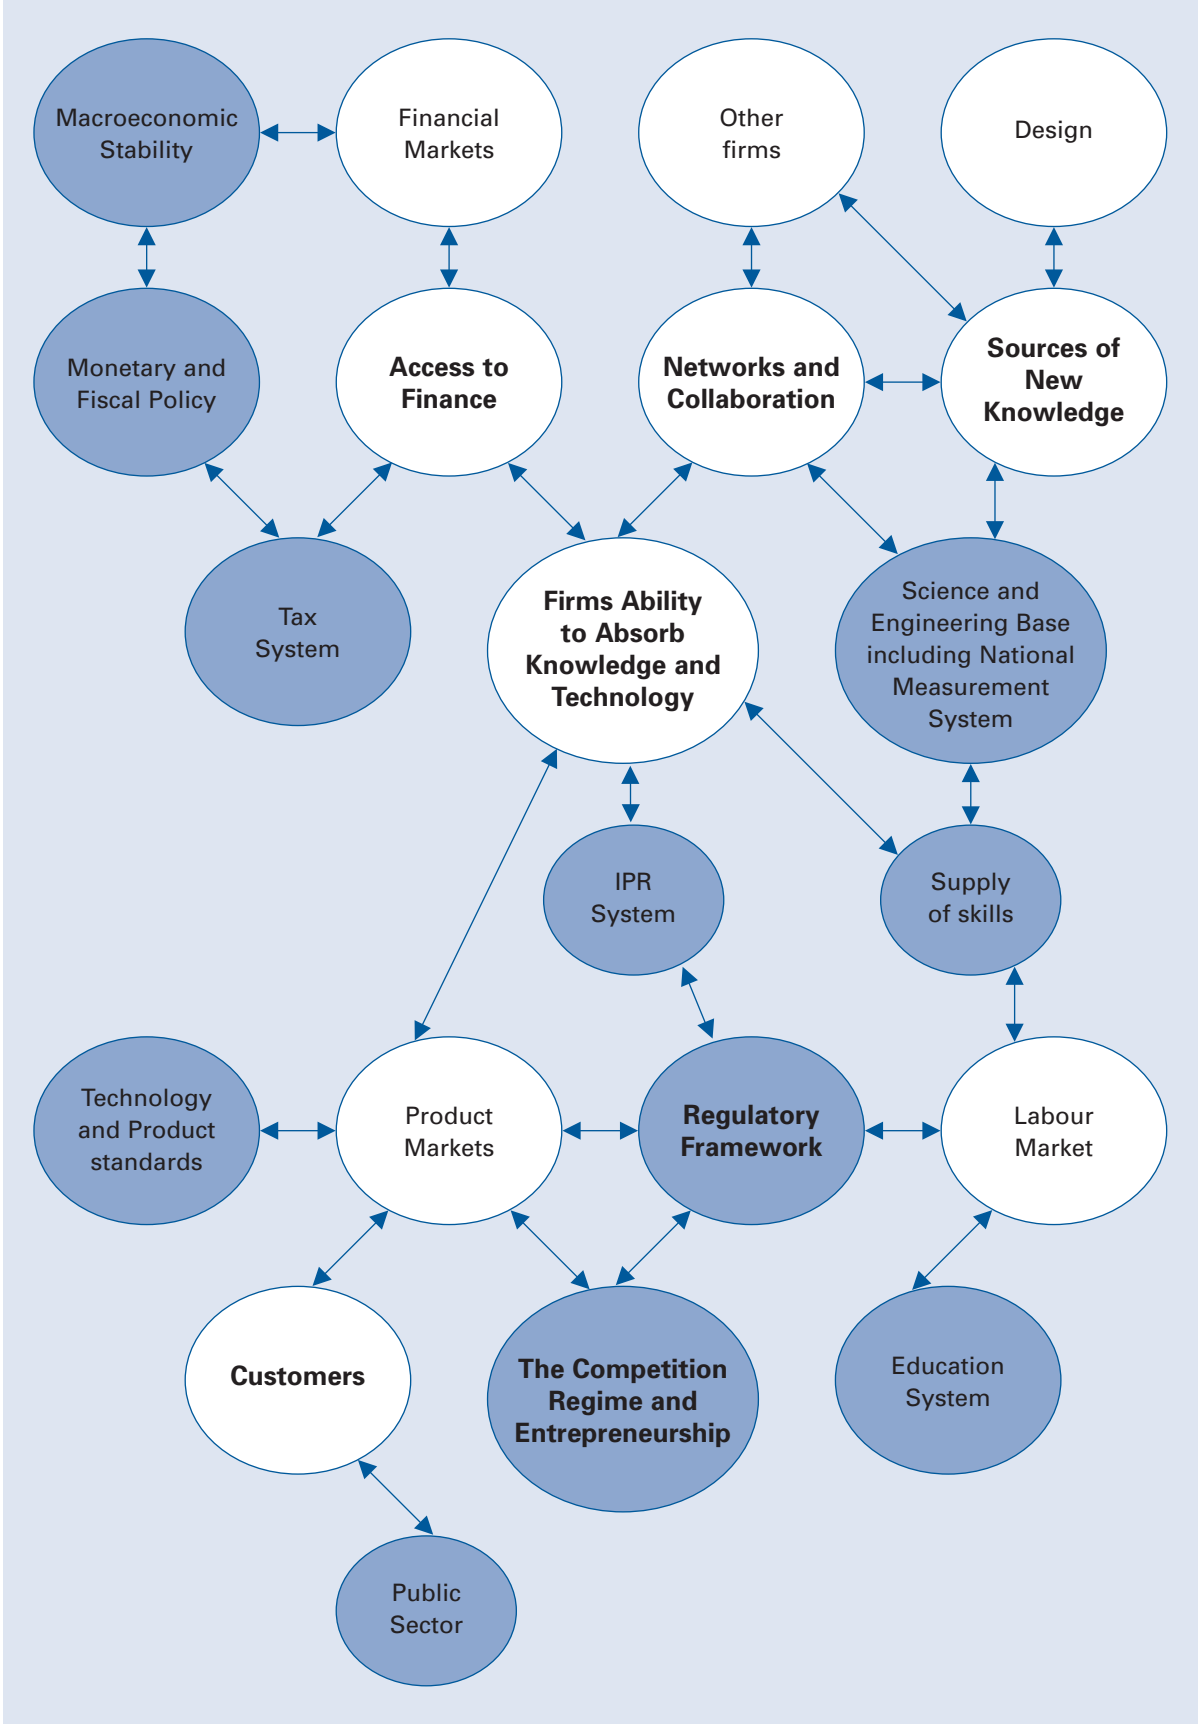 Macroeconomic
Stability
Financial
Markets
Other
firms
Design
Monetary and
Fiscal Policy
Access to
Finance
Networks and
Collaboration
Sources of
New
Knowledge
Tax
System
Firms Ability
to Absorb
Knowledge and
Technology
Science and
Engineering Base
including National
Measurement
System
IPR
System
Supply
of skills
Technology
and Product
standards
Product
Markets
Regulatory
Framework
Labour
Market
Customers
The Competition
Regime and
Entrepreneurship
Education
System
Public
Sector